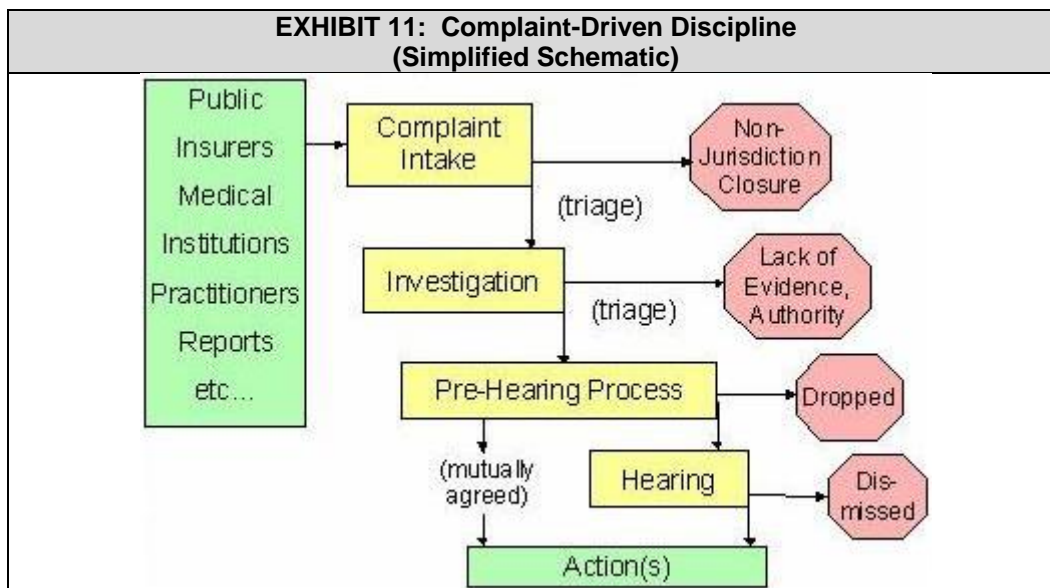 EXHIBIT 11:  Complaint-Driven Discipline
(Simplified Schematic)
Public
Insurers
Medical
Institutions
Practitioners
Reports
etc...
Complaint
Intake
Non-
Jurisdiction
Closure
(triage)
Investigation
Lack of
Evidence,
Authority
(triage)
Pre-Hearing Process
Dropped
(mutually
agreed)
Hearing
Dis-
missed
Action(s)